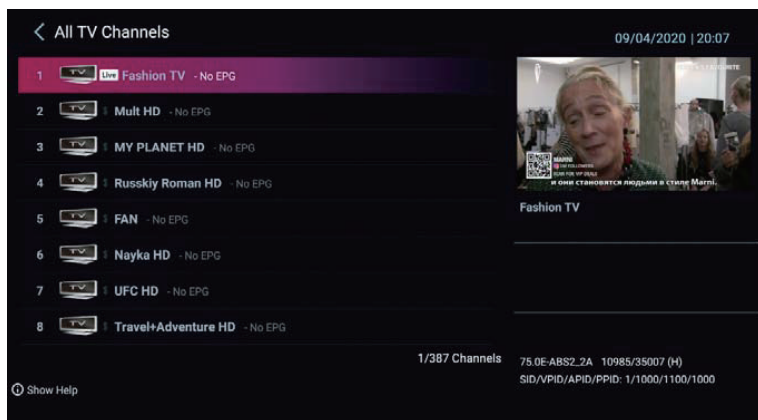 All TV Channels
09/04/2020 | 20:07
1 TV Live Fashion TV - No EPG
2 TV $ Mult HD - No EPG
3 TV $ MY PLANET HD - No EPG
4 TV $ Russkiy Roman HD - No EPG
5 TV $ FAN - No EPG
6 TV $ Nayka HD - No EPG
7 TV $ UFC HD - No EPG
8 TV $ Travel+Adventure HD - No EPG
1/387 Channels
Show Help
MARNI
SCAN FOR VIP DEALS
и они становятся людьми в стиле Marni.
Fashion TV
75.0E-ABS2_2A 10985/35007 (H)
SID/VPID/APID/PPID: 1/1000/1100/1000